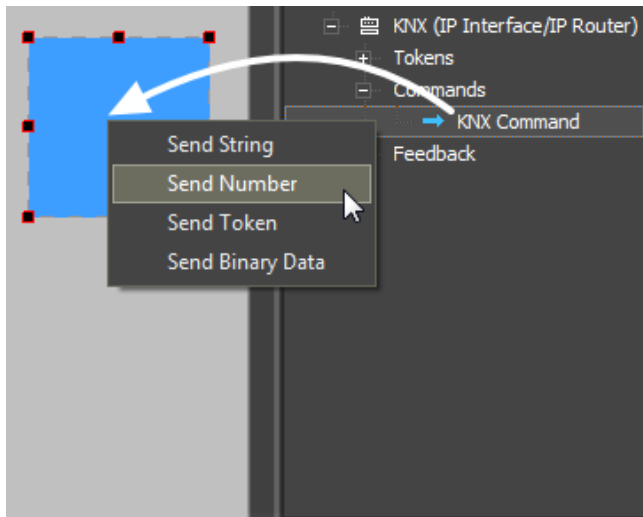 KNX (IP Interface/IP Router)
Tokens
Commands
KNX Command
Feedback
Send String
Send Number
Send Token
Send Binary Data